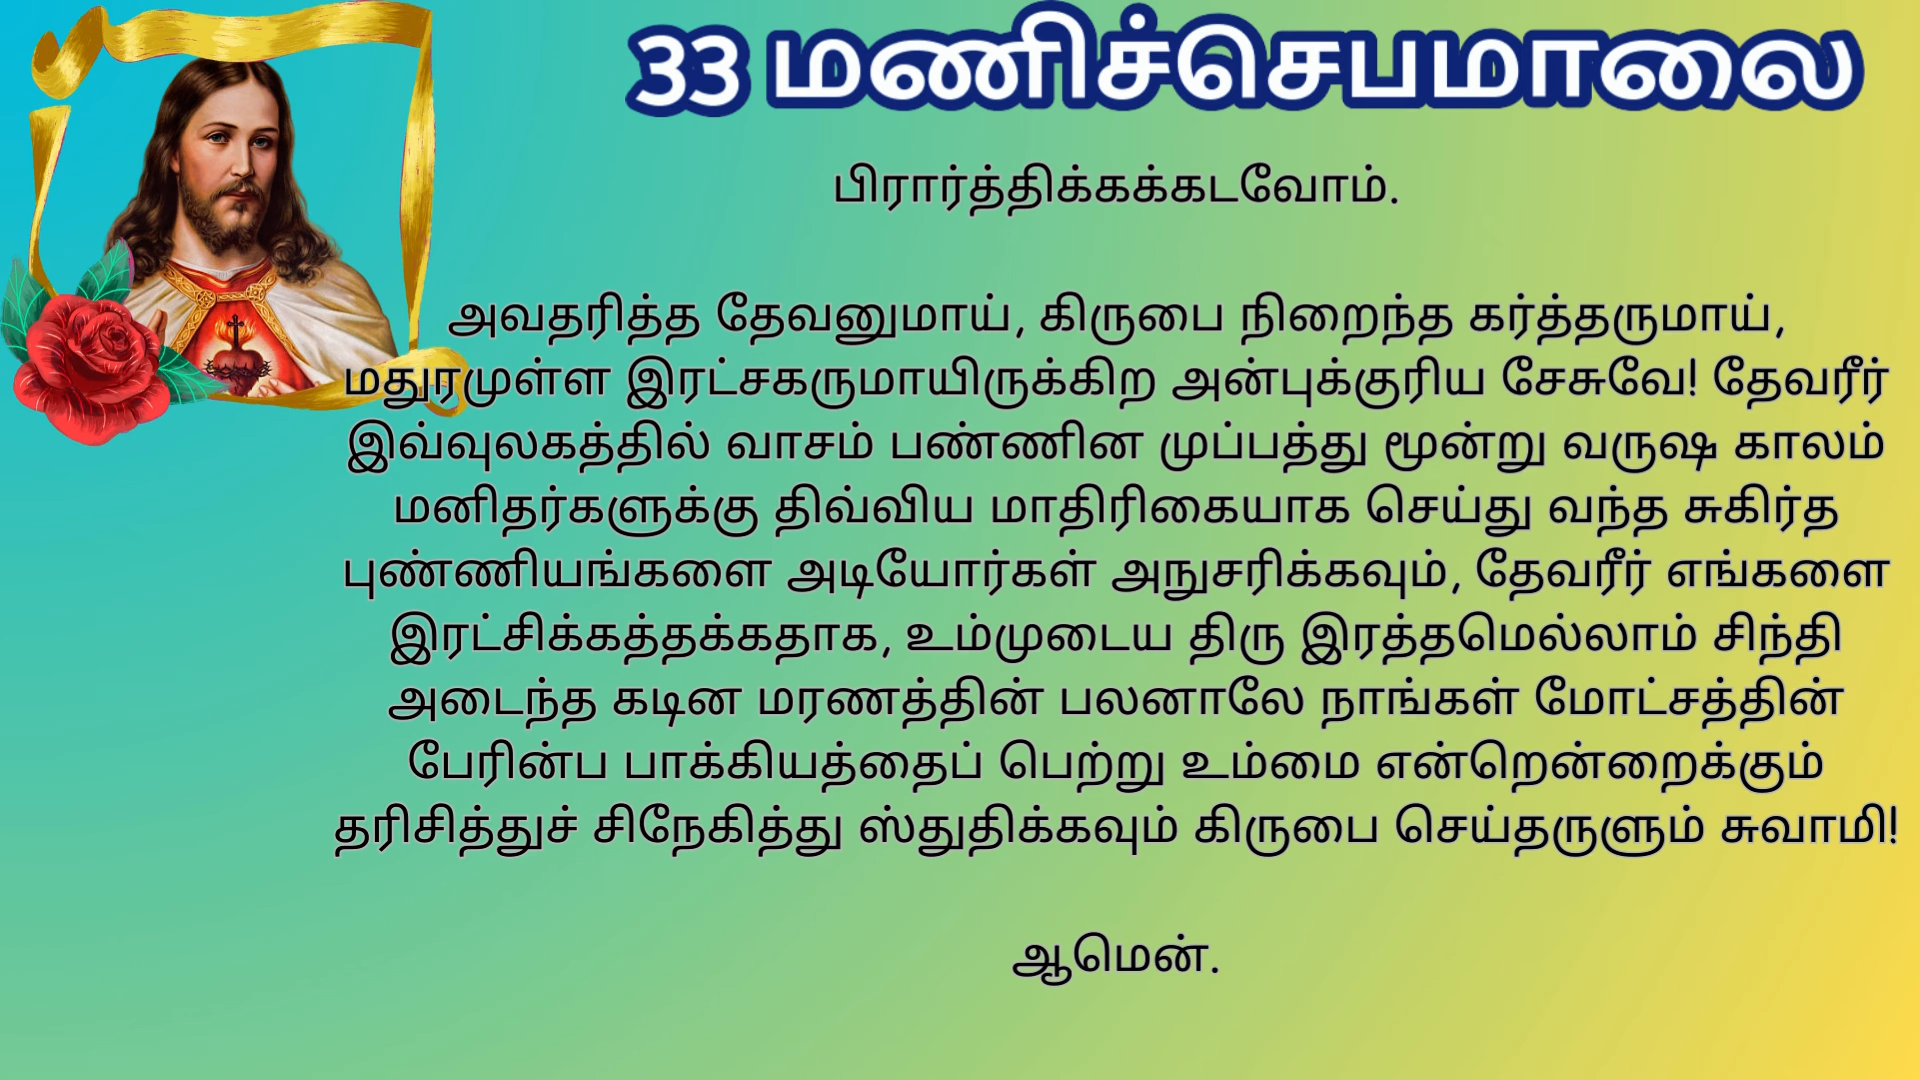 33 மணிச்செபமாலை
பிரார்த்திக்கக்கடவோம்.
அவதரித்த தேவனுமாய், கிருபை நிறைந்த கர்த்தருமாய்,
மதுரமுள்ள இரட்சகருமாயிருக்கிற அன்புக்குரிய சேசுவே! தேவரீர்
இவ்வுலகத்தில் வாசம் பண்ணின முப்பத்து மூன்று வருஷ காலம்
மனிதர்களுக்கு திவ்விய மாதிரிகையாக செய்து வந்த சுகிர்த
புண்ணியங்களை அடியோர்கள் அநுசரிக்கவும், தேவரீர் எங்களை
இரட்சிக்கத்தக்கதாக, உம்முடைய திரு இரத்தமெல்லாம் சிந்தி
அடைந்த கடின மரணத்தின் பலனாலே நாங்கள் மோட்சத்தின்
பேரின்ப பாக்கியத்தைப் பெற்று உம்மை என்றென்றைக்கும்
தரிசித்துச் சிநேகித்து ஸ்துதிக்கவும் கிருபை செய்தருளும் சுவாமி!
ஆமென்.